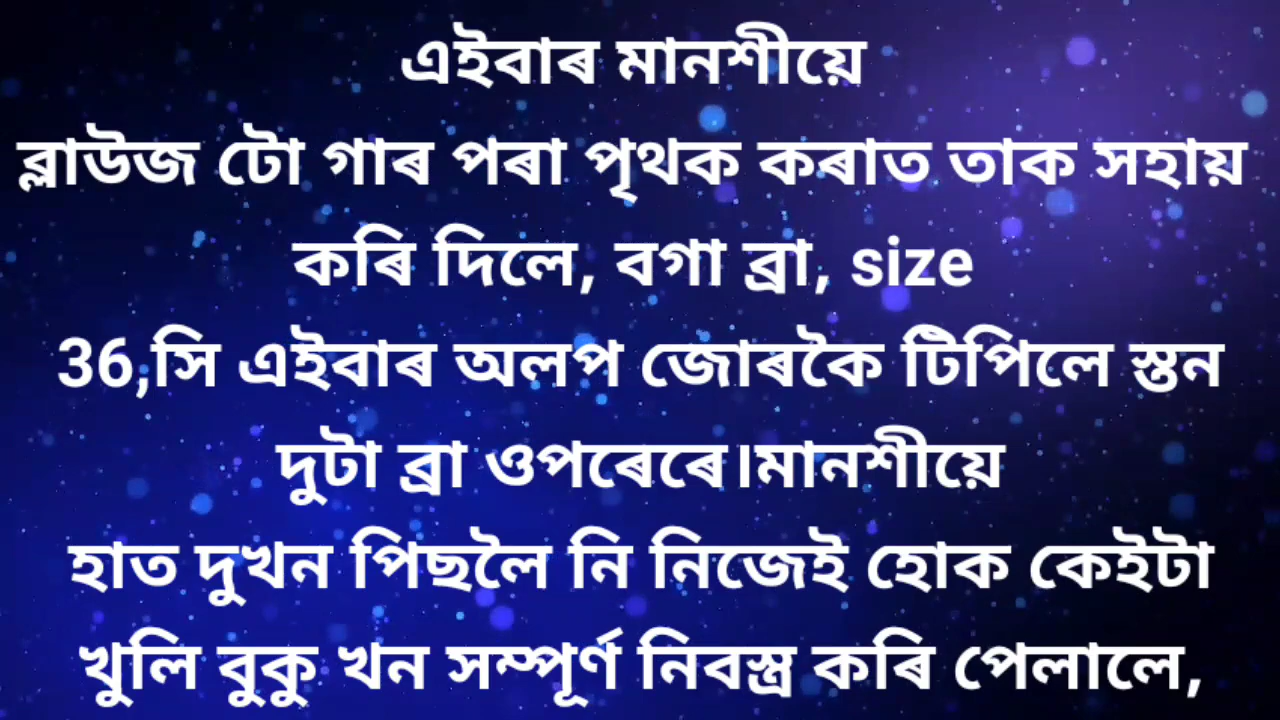 এইবাৰ মানশীয়ে
ব্লাউজ টো গাৰ পৰা পৃথক কৰাত তাক সহায়
কৰি দিলে, বগা ব্ৰা, size
36,সি এইবাৰ অলপ জোৰকৈ টিপিলে স্তন
দুটা ব্ৰা ওপৰেৰে।মানশীয়ে
হাত দুখন পিছলৈ নি নিজেই হোক কেইটা
খুলি বুকু খন সম্পূৰ্ণ নিবস্ত্ৰ কৰি পেলালে,